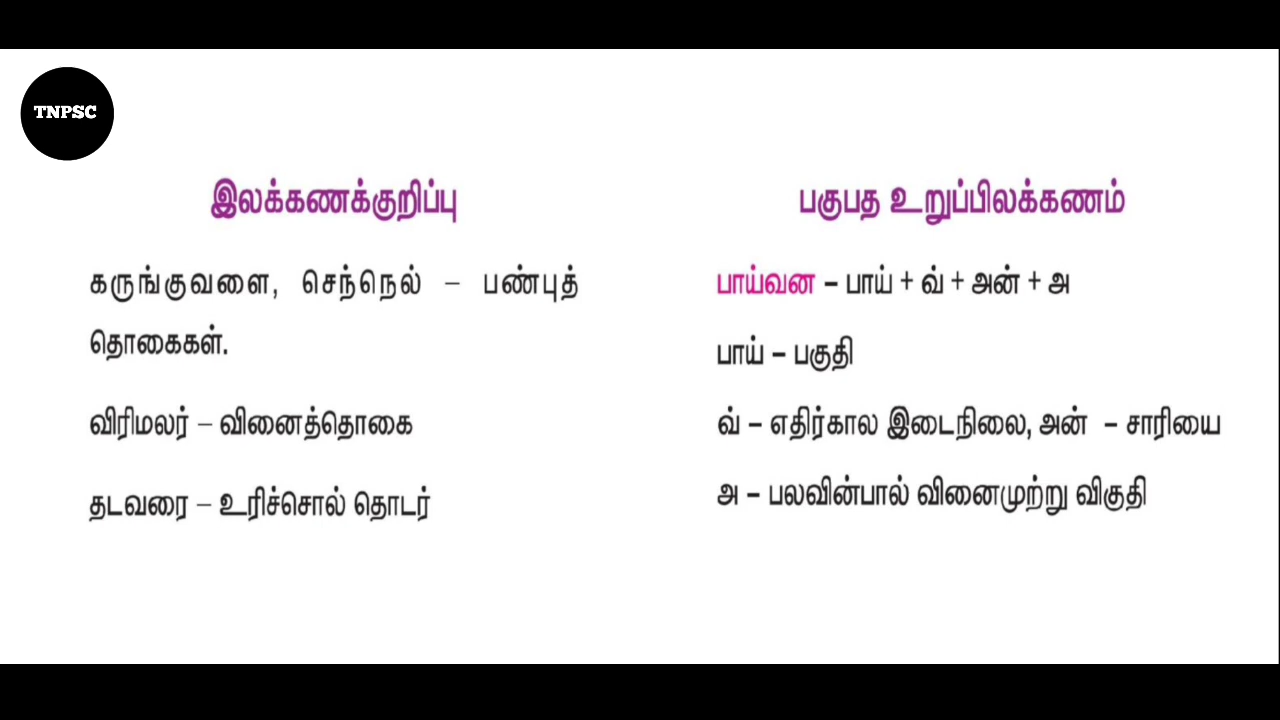 TNPSC
இலக்கணக்குறிப்பு
கருங்குவளை, செந்நெல் – பண்புத்
தொகைகள்.
விரிமலர் – வினைத்தொகை
தடவரை – உரிச்சொல் தொடர்
பகுபத உறுப்பிலக்கணம்
பாய்வன – பாய் + வ் + அன் + அ
பாய் – பகுதி
வ் – எதிர்கால இடைநிலை, அன் – சாரியை
அ – பலவின்பால் வினைமுற்று விகுதி